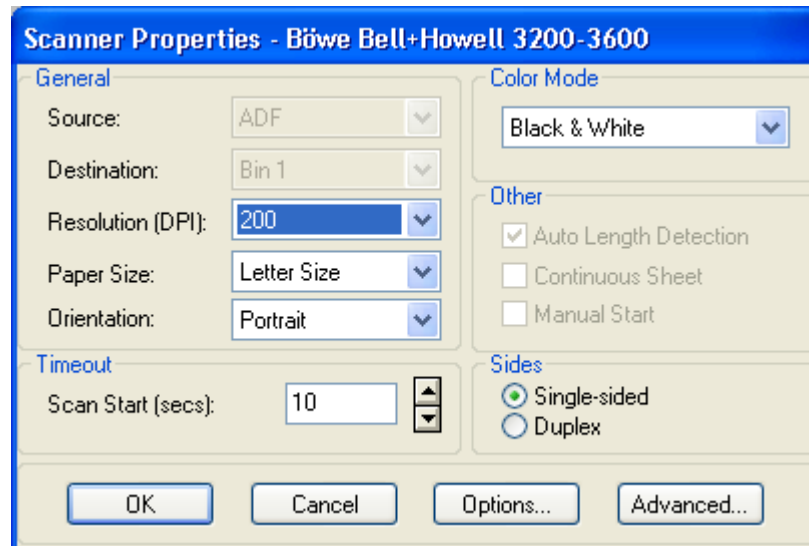 Scanner Properties - Böwe Bell+Howell 3200-3600
General
Source: ADF
Destination: Bin 1
Resolution (DPI): 200
Paper Size: Letter Size
Orientation: Portrait
Color Mode
Black & White
Other
Auto Length Detection
Continuous Sheet
Manual Start
Timeout
Scan Start (secs): 10
Sides
Single-sided
Duplex
OK Cancel Options... Advanced...